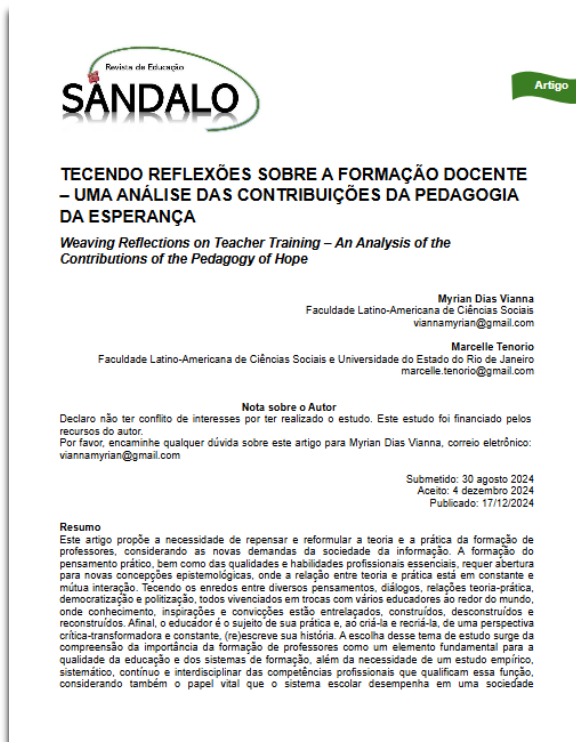 Revista de Educação
SÂNDALO
Artigo
TECENDO REFLEXÕES SOBRE A FORMAÇÃO DOCENTE
– UMA ANÁLISE DAS CONTRIBUIÇÕES DA PEDAGOGIA
DA ESPERANÇA
Weaving Reflections on Teacher Training – An Analysis of the
Contributions of the Pedagogy of Hope
Myrian Dias Vianna
Faculdade Latino-Americana de Ciências Sociais
viannamyrian@gmail.com
Marcelle Tenorio
Faculdade Latino-Americana de Ciências Sociais e Universidade do Estado do Rio de Janeiro
marcelle.tenorio@gmail.com
Nota sobre o Autor
Declaro não ter conflito de interesses por ter realizado o estudo. Este estudo foi financiado pelos
recursos do autor.
Por favor, encaminhe qualquer dúvida sobre este artigo para Myrian Dias Vianna, correio eletrônico:
viannamyrian@gmail.com
Submetido: 30 agosto 2024
Aceito: 4 dezembro 2024
Publicado: 17/12/2024
Resumo
Este artigo propõe a necessidade de repensar e reformular a teoria e a prática da formação de
professores, considerando as novas demandas da sociedade da informação. A formação do
pensamento prático, bem como das qualidades e habilidades profissionais essenciais, requer abertura
para novas concepções epistemológicas, onde a relação entre teoria e prática está em constante e
mútua interação. Tecendo os enredos entre diversos pensamentos, diálogos, relações teoria-prática,
democratização e politização, todos vivenciados em trocas com vários educadores ao redor do mundo,
onde conhecimento, inspirações e convicções estão entrelaçados, construídos, desconstruídos e
reconstruídos. Afinal, o educador é o sujeito de sua prática e, ao criá-la e recriá-la, de uma perspectiva
crítica-transformadora e constante, (re)escreve sua história. A escolha desse tema de estudo surge da
compreensão da importância da formação de professores como um elemento fundamental para a
qualidade da educação e dos sistemas de formação, além da necessidade de um estudo empírico,
sistemático, contínuo e interdisciplinar das competências profissionais que qualificam essa função,
considerando também o papel vital que o sistema escolar desempenha em uma sociedade